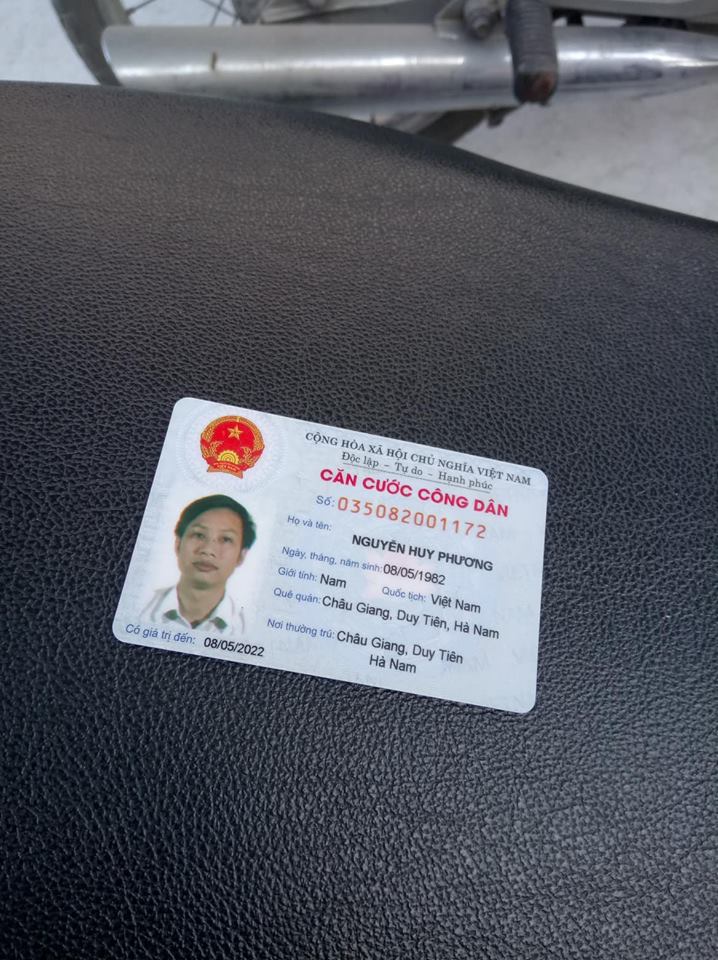 CỘNG HÒA XÃ HỘI CHỦ NGHĨA VIỆT NAM
Độc lập - Tự do - Hạnh phúc
CĂN CƯỚC CÔNG DÂN
Số: 035082001172
Họ và tên:
NGUYỄN HUY PHƯƠNG
Ngày, tháng, năm sinh: 08/05/1982
Giới tính: Nam Quốc tịch: Việt Nam
Quê quán: Châu Giang, Duy Tiên, Hà Nam
Nơi thường trú: Châu Giang, Duy Tiên
Hà Nam
Có giá trị đến: 08/05/2022